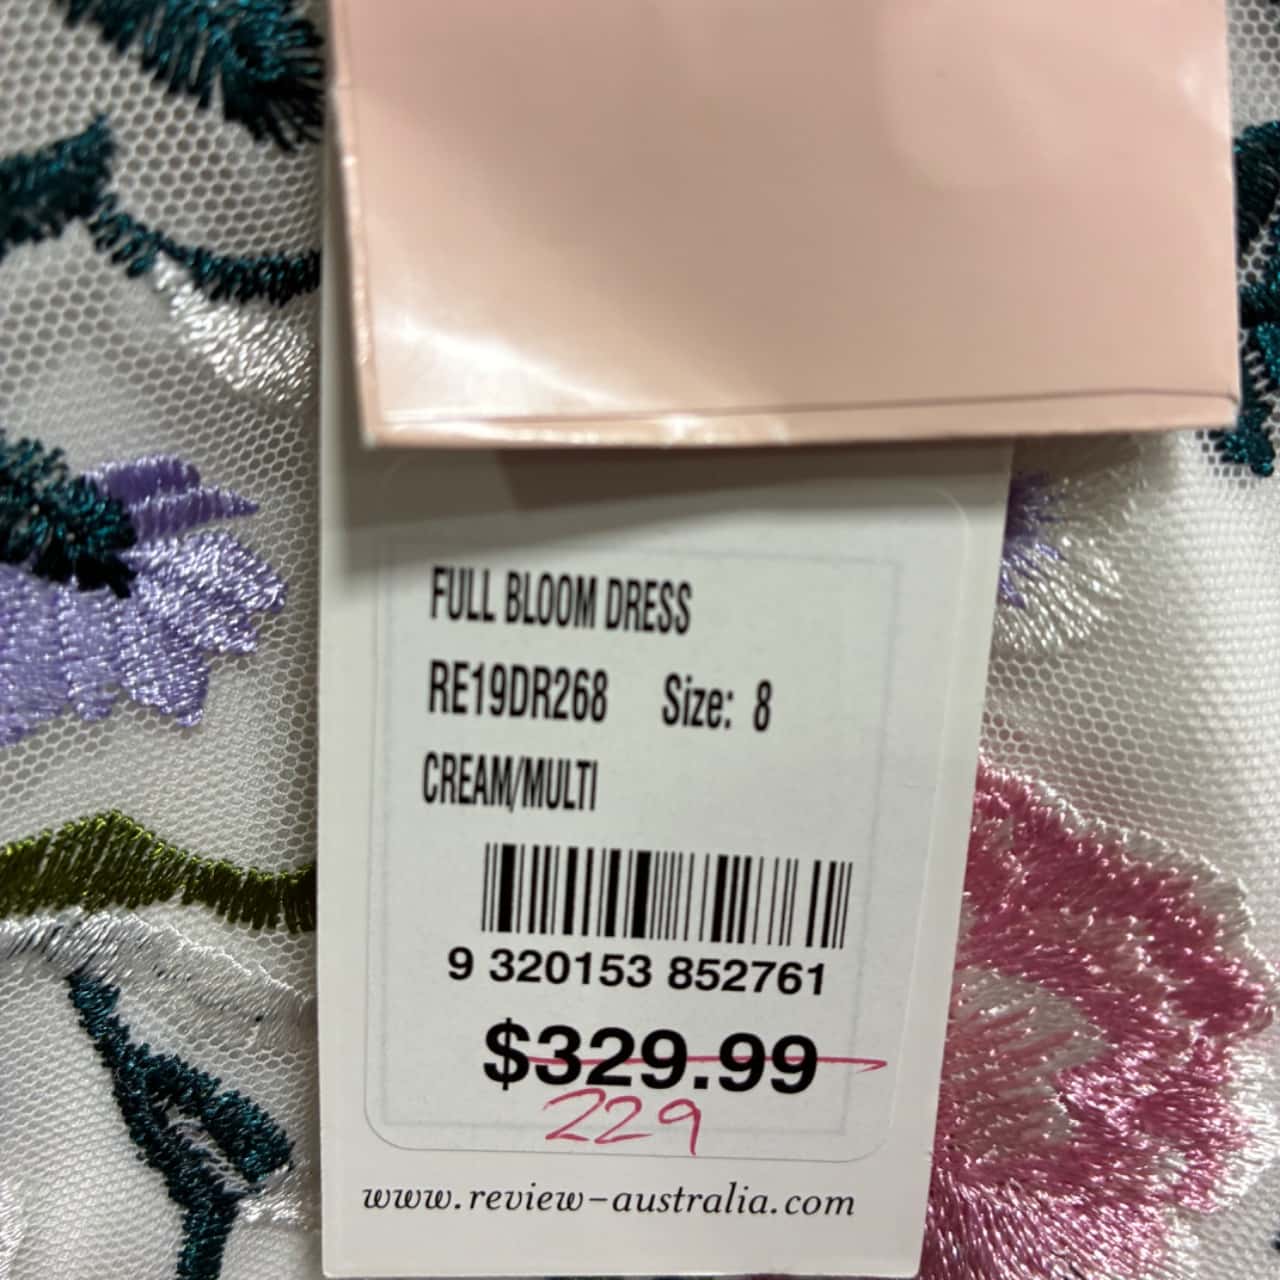 FULL BLOOM DRESS
RE19DR268 Size: 8
CREAM/MULTI
9 320153 852761
$329.99
229
www.review-australia.com